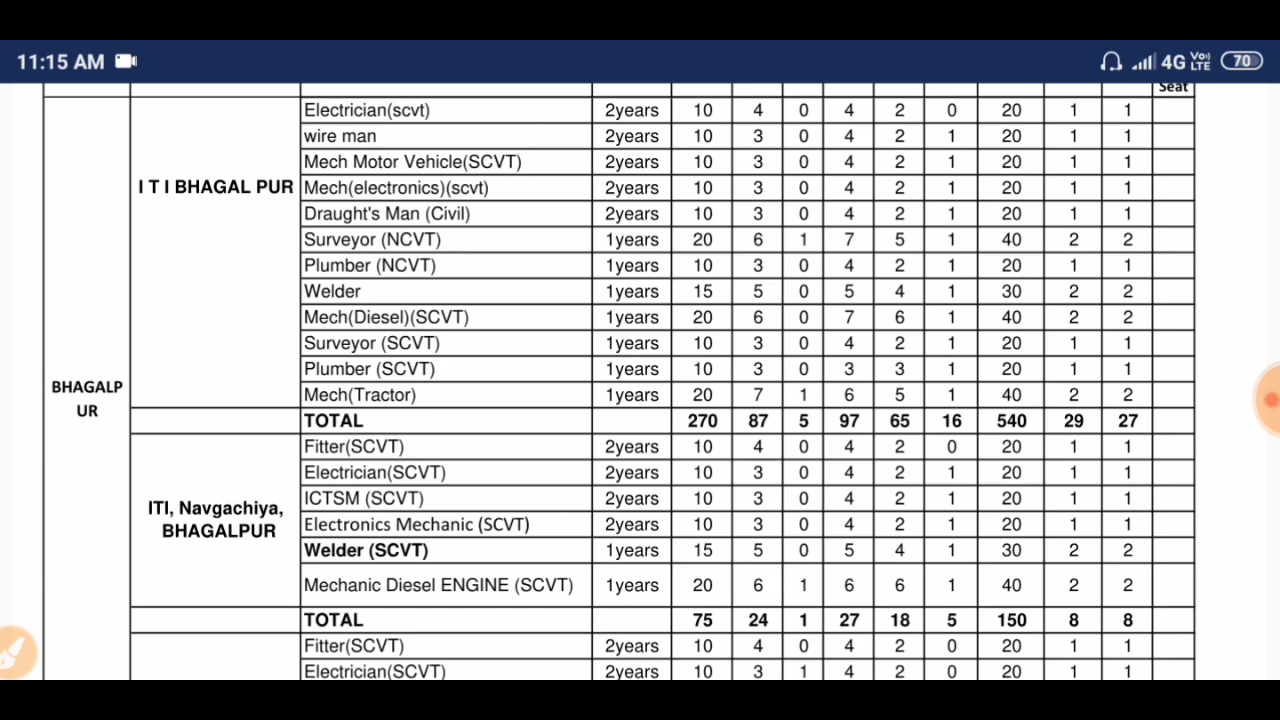 11:15 AM 4G Vo) LTE 70
Seat
Electrician(scvt) 2years 10 4 0 4 2 0 20 1 1
wire man 2years 10 3 0 4 2 1 20 1 1
Mech Motor Vehicle(SCVT) 2years 10 3 0 4 2 1 20 1 1
I T I BHAGAL PUR Mech(electronics)(scvt) 2years 10 3 0 4 2 1 20 1 1
Draught's Man (Civil) 2years 10 3 0 4 2 1 20 1 1
Surveyor (NCVT) 1years 20 6 1 7 5 1 40 2 2
Plumber (NCVT) 1years 10 3 0 4 2 1 20 1 1
Welder 1years 15 5 0 5 4 1 30 2 2
Mech(Diesel)(SCVT) 1years 20 6 0 7 6 1 40 2 2
Surveyor (SCVT) 1years 10 3 0 4 2 1 20 1 1
Plumber (SCVT) 1years 10 3 0 3 3 1 20 1 1
BHAGALP
UR
Mech(Tractor) 1years 20 7 1 6 5 1 40 2 2
TOTAL 270 87 5 97 65 16 540 29 27
Fitter(SCVT) 2years 10 4 0 4 2 0 20 1 1
Electrician(SCVT) 2years 10 3 0 4 2 1 20 1 1
ICTSM (SCVT) 2years 10 3 0 4 2 1 20 1 1
ITI, Navgachiya,
BHAGALPUR
Electronics Mechanic (SCVT) 2years 10 3 0 4 2 1 20 1 1
Welder (SCVT) 1years 15 5 0 5 4 1 30 2 2
Mechanic Diesel ENGINE (SCVT) 1years 20 6 1 6 6 1 40 2 2
TOTAL 75 24 1 27 18 5 150 8 8
Fitter(SCVT) 2years 10 4 0 4 2 0 20 1 1
Electrician(SCVT) 2years 10 3 1 4 2 0 20 1 1